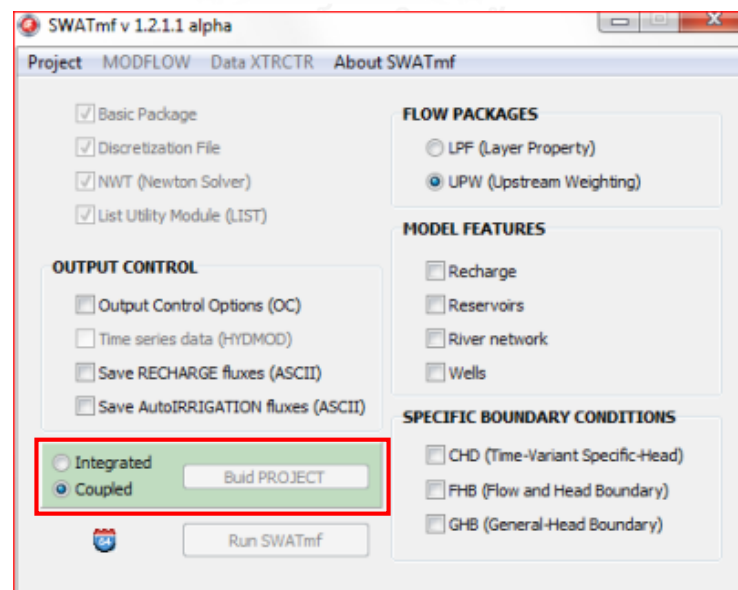 SWATmf v 1.2.1.1 alpha
Project MODFLOW Data XTRCTR About SWATmf
Basic Package
Discretization File
NWT (Newton Solver)
List Utility Module (LIST)
OUTPUT CONTROL
Output Control Options (OC)
Time series data (HYDMOD)
Save RECHARGE fluxes (ASCII)
Save AutoIRRIGATION fluxes (ASCII)
Integrated
Coupled
Buid PROJECT
64
Run SWATmf
FLOW PACKAGES
LPF (Layer Property)
UPW (Upstream Weighting)
MODEL FEATURES
Recharge
Reservoirs
River network
Wells
SPECIFIC BOUNDARY CONDITIONS
CHD (Time-Variant Specific-Head)
FHB (Flow and Head Boundary)
GHB (General-Head Boundary)